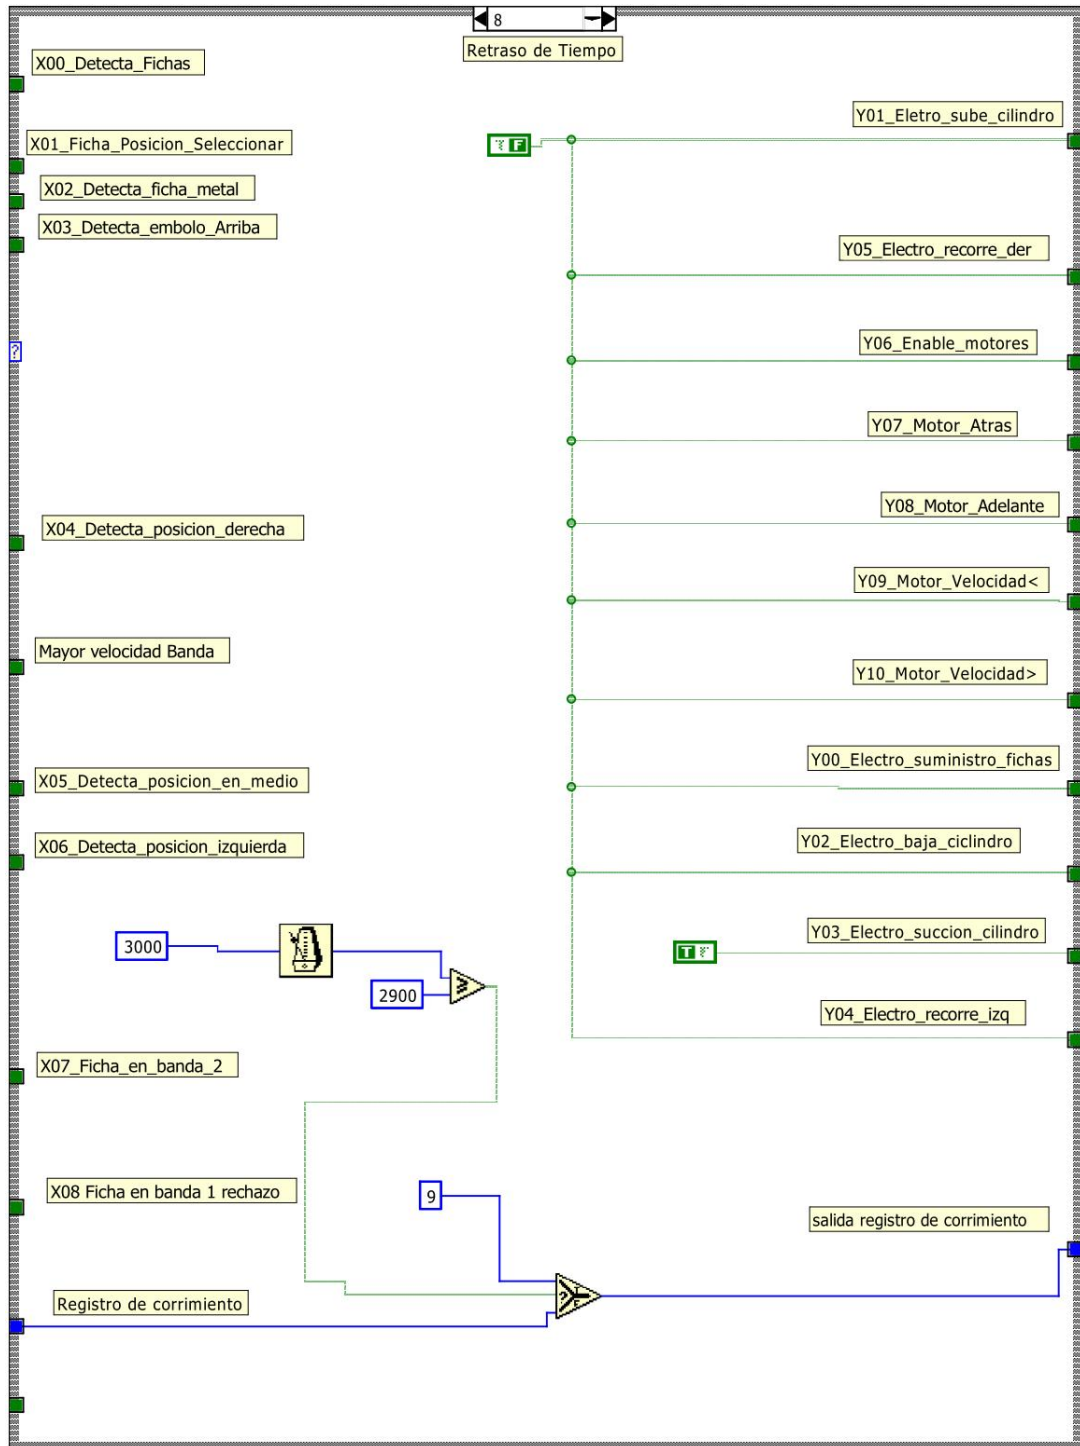 8
Retraso de Tiempo
X00_Detecta_Fichas
Y01_Eletro_sube_cilindro
F
X01_Ficha_Posicion_Seleccionar
X02_Detecta_ficha_metal
X03_Detecta_embolo_Arriba
Y05_Electro_recorre_der
?
Y06_Enable_motores
Y07_Motor_Atras
Y08_Motor_Adelante
X04_Detecta_posicion_derecha
Y09_Motor_Velocidad<
Mayor velocidad Banda
Y10_Motor_Velocidad>
X05_Detecta_posicion_en_medio
Y00_Electro_suministro_fichas
X06_Detecta_posicion_izquierda
Y02_Electro_baja_ciclindro
3000
Y03_Electro_succion_cilindro
T
2900
≥
Y04_Electro_recorre_izq
X07_Ficha_en_banda_2
X08 Ficha en banda 1 rechazo
9
salida registro de corrimiento
? T F
Registro de corrimiento